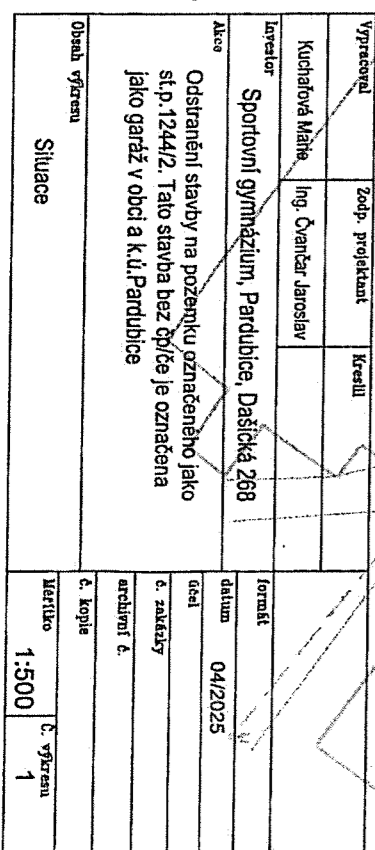 Vypracoval
Zodp. projektant
Kreslil
Kuchařová Marie
Ing. Čvančar Jaroslav
Investor
Sportovní gymnázium, Pardubice, Dašická 268
Akce
Odstranění stavby na pozemku označeného jako
st.p.1244/2. Tato stavba bez čp/če je označena
jako garáž v obci a k.ú.Pardubice
Obsah výkresu
Situace
formát
datum
04/2025
účel
č. zakázky
archivní č.
č. kopie
Měřítko
1:500
Č. výkresu
1